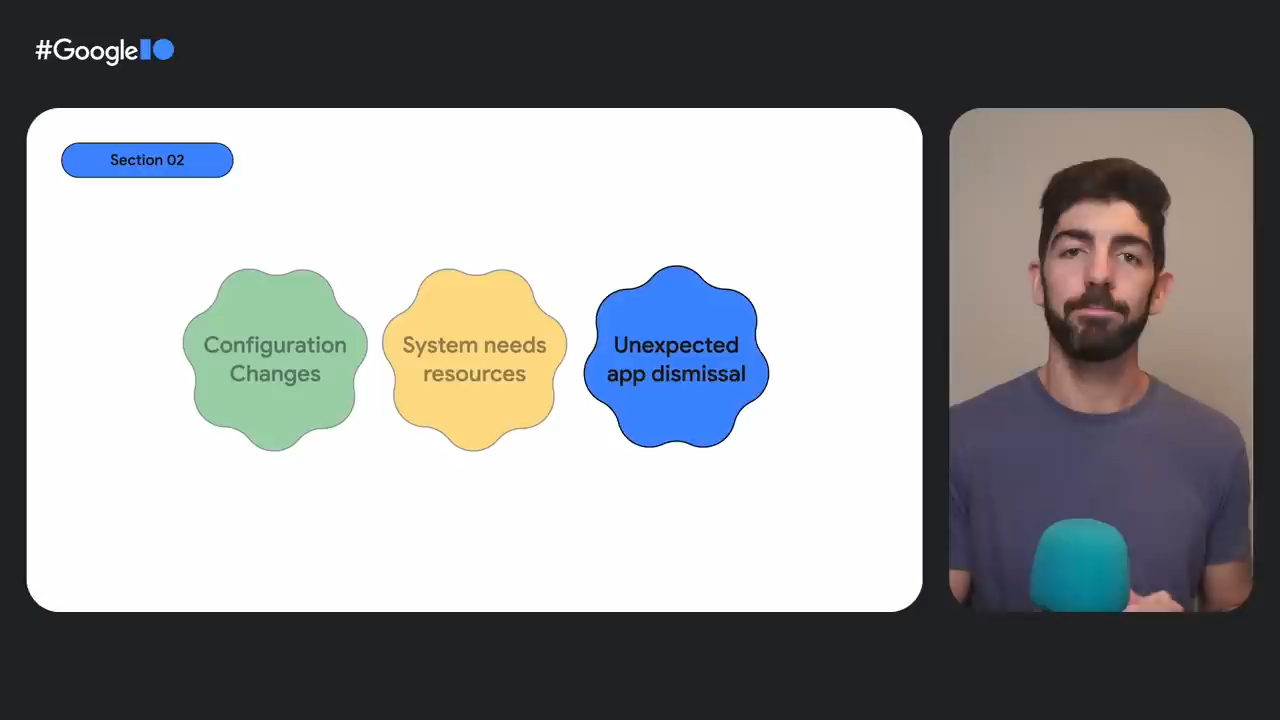 #GoogleIO
Section 02
Configuration
Changes
System needs
resources
Unexpected
app dismissal